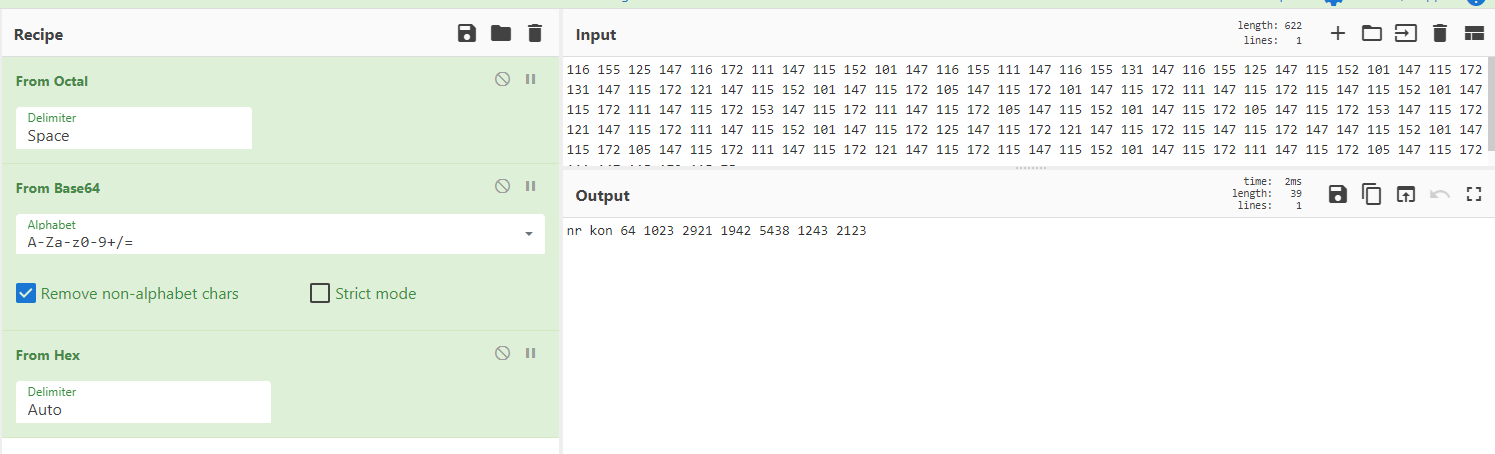 Recipe
From Octal
Delimiter
Space
From Base64
Alphabet
A-Za-z0-9+/=
Remove non-alphabet chars
Strict mode
From Hex
Delimiter
Auto
Input
length: 622
lines: 1
116 155 125 147 116 172 111 147 115 152 101 147 116 155 111 147 116 155 131 147 116 155 125 147 115 152 101 147 115 172
131 147 115 172 121 147 115 152 101 147 115 172 105 147 115 172 101 147 115 172 111 147 115 172 115 147 115 152 101 147
115 172 111 147 115 172 153 147 115 172 111 147 115 172 105 147 115 152 101 147 115 172 105 147 115 172 153 147 115 172
121 147 115 172 111 147 115 152 101 147 115 172 125 147 115 172 121 147 115 172 115 147 115 172 147 147 115 152 101 147
115 172 105 147 115 172 111 147 115 172 121 147 115 172 115 147 115 152 101 147 115 172 111 147 115 172 105 147 115 172
Output
time: 2ms
length: 39
lines: 1
nr kon 64 1023 2921 1942 5438 1243 2123